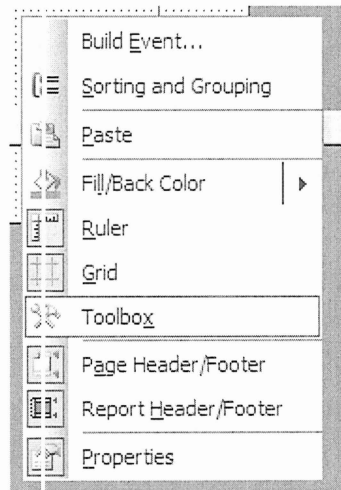 Build Event...
Sorting and Grouping
Paste
Fill/Back Color
Ruler
Grid
Toolbox
Page Header/Footer
Report Header/Footer
Properties